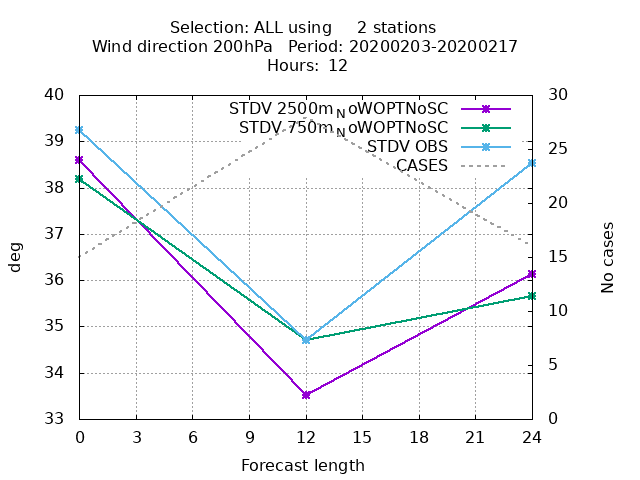 Selection: ALL using     2 stations
Wind direction 200hPa   Period: 20200203-20200217
Hours:  12
STDV 2500m_NoWOPTNoSC
STDV 750m_NoWOPTNoSC
STDV OBS
CASES
deg
40
39
38
37
36
35
34
33
30
25
20
15
10
5
0
No cases
0 3 6 9 12 15 18 21 24
Forecast length